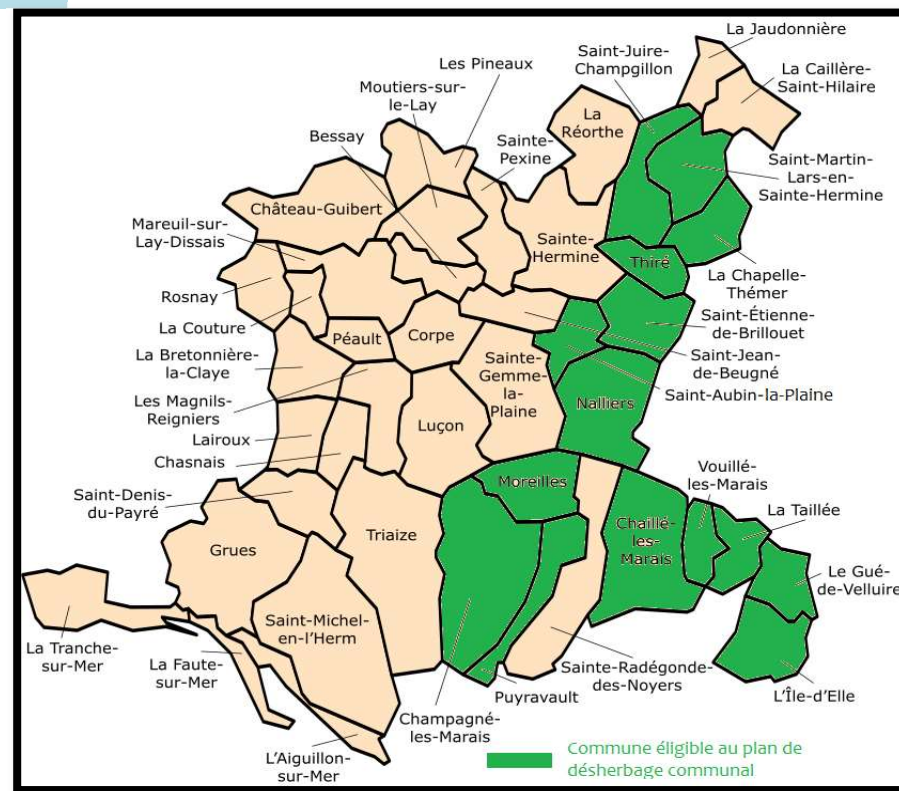 La Jaudonnière
Saint-Juire-
Champgillon
Les Pineaux
La Caillère-
Saint-Hilaire
Moutiers-sur-
le-Lay
La
Réorthe
Bessay
Sainte-
Pexine
Saint-Martin-
Lars-en-
Sainte-Hermine
Château-Guibert
Mareuil-sur-
Lay-Dissais
Sainte-
Hermine
Thiré
La Chapelle-
Thémer
Rosnay
Saint-Étienne-
de-Brillouet
La Couture
Péault
Corpe
Saint-Jean-
de-Beugné
La Bretonnière-
la-Claye
Sainte-
Gemme-
la-
Plaine
Saint-Aubin-la-Plaine
Les Magnils-
Reigniers
Nalliers
Luçon
Lairoux
Chasnais
Vouillé-
les-Marais
Moreilles
Saint-Denis-
du-Payré
La Taillée
Triaize
Chaillé-
les-
Marais
Grues
Le Gué-
de-Velluire
Saint-Michel-
en-l'Herm
La Tranche-
sur-Mer
La Faute-
sur-Mer
Sainte-Radégonde-
des-Noyers
L'Île-d'Elle
Puyravault
Champagné-
les-Marais
L'Aiguillon-
sur-Mer
Commune éligible au plan de
désherbage communal